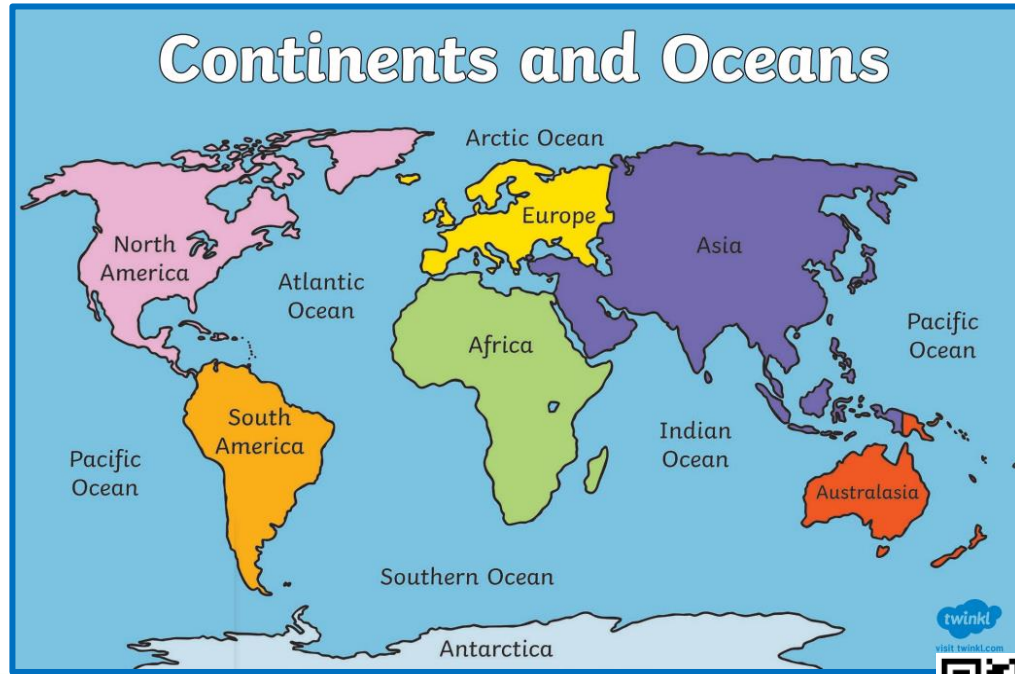 Continents and Oceans
Arctic Ocean
Europe
Asia
North
America
Atlantic
Ocean
Africa
Pacific
Ocean
South
America
Indian
Ocean
Pacific
Ocean
Australasia
Southern Ocean
Antarctica
twinkl
visit twinkl.com